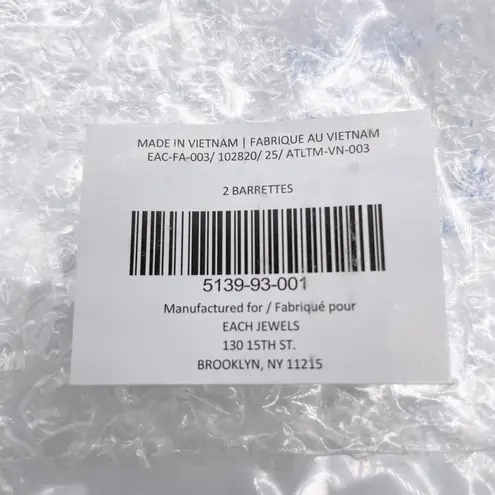 MADE IN VIETNAM | FABRIQUE AU VIETNAM
EAC-FA-003/ 102820/ 25/ ATLTM-VN-003
2 BARRETTES
5139-93-001
Manufactured for / Fabriqué pour
EACH JEWELS
130 15TH ST.
BROOKLYN, NY 11215